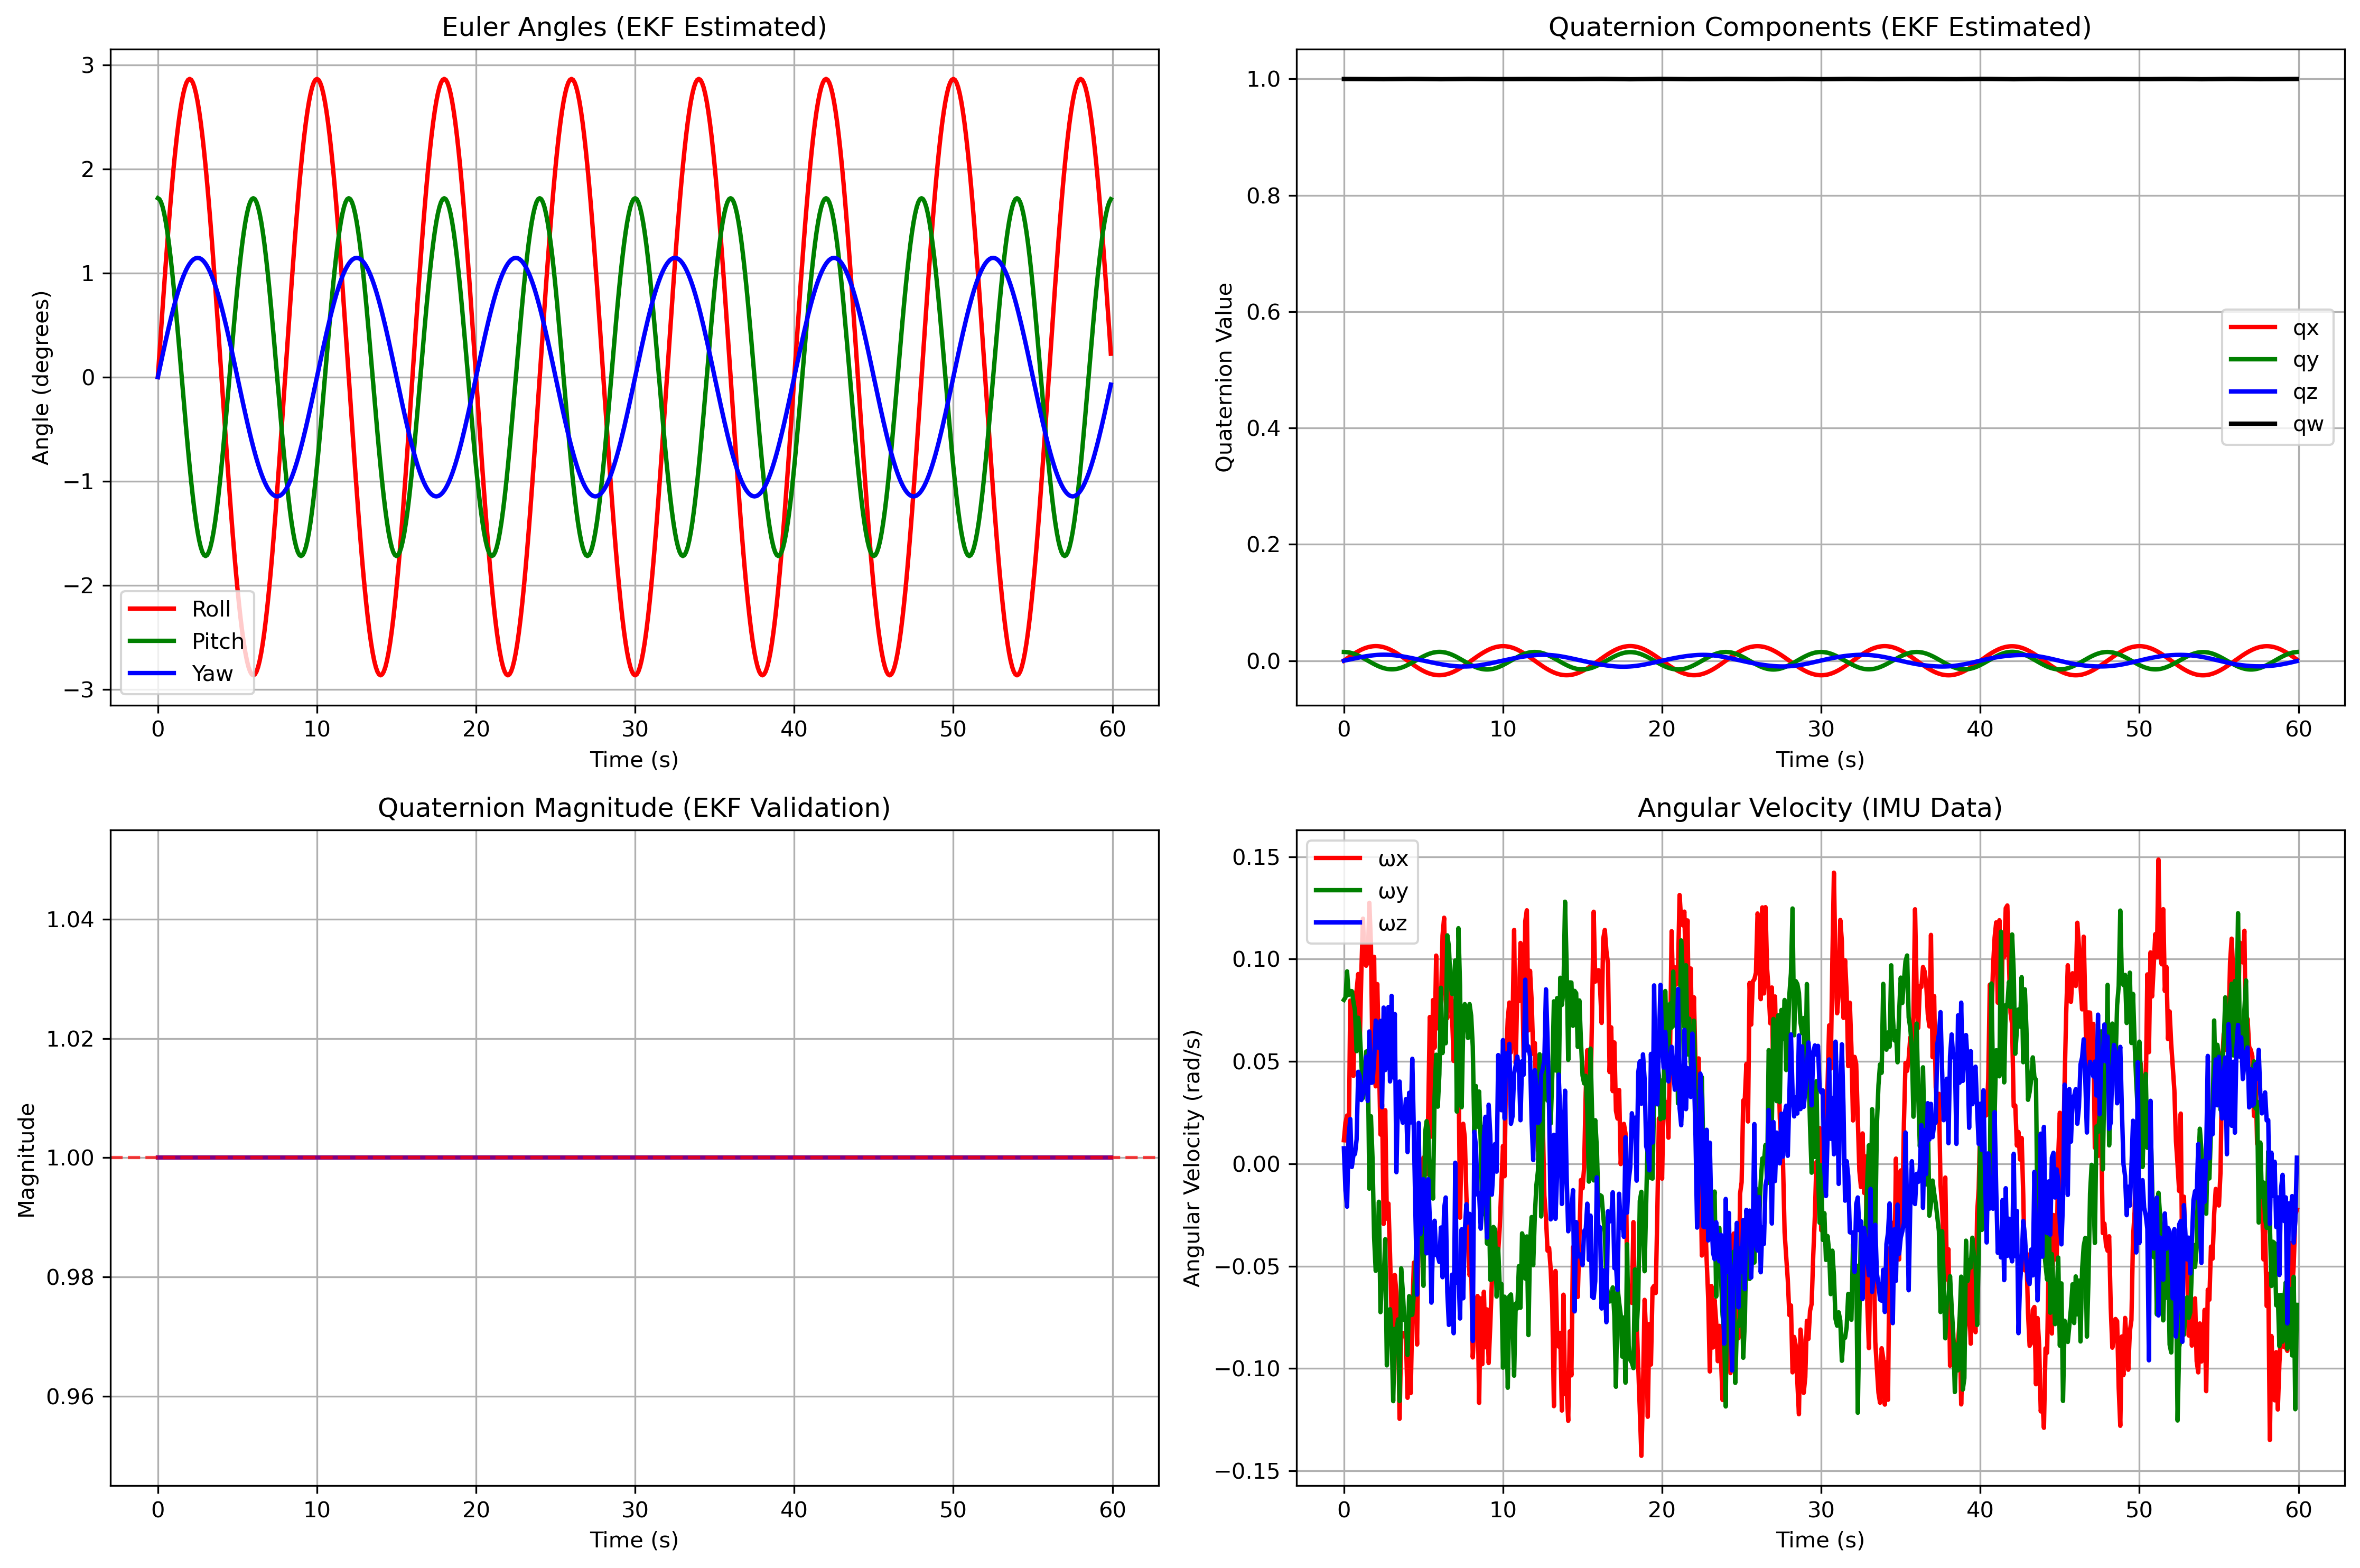 Euler Angles (EKF Estimated)
3
2
1
0
−1
−2
−3
Angle (degrees)
Roll
Pitch
Yaw
0 10 20 30 40 50 60
Time (s)
Quaternion Components (EKF Estimated)
1.0
0.8
0.6
0.4
0.2
0.0
Quaternion Value
qx
qy
qz
qw
0 10 20 30 40 50 60
Time (s)
Quaternion Magnitude (EKF Validation)
1.04
1.02
1.00
0.98
0.96
Magnitude
0 10 20 30 40 50 60
Time (s)
Angular Velocity (IMU Data)
0.15
0.10
0.05
0.00
−0.05
−0.10
−0.15
Angular Velocity (rad/s)
ωx
ωy
ωz
0 10 20 30 40 50 60
Time (s)